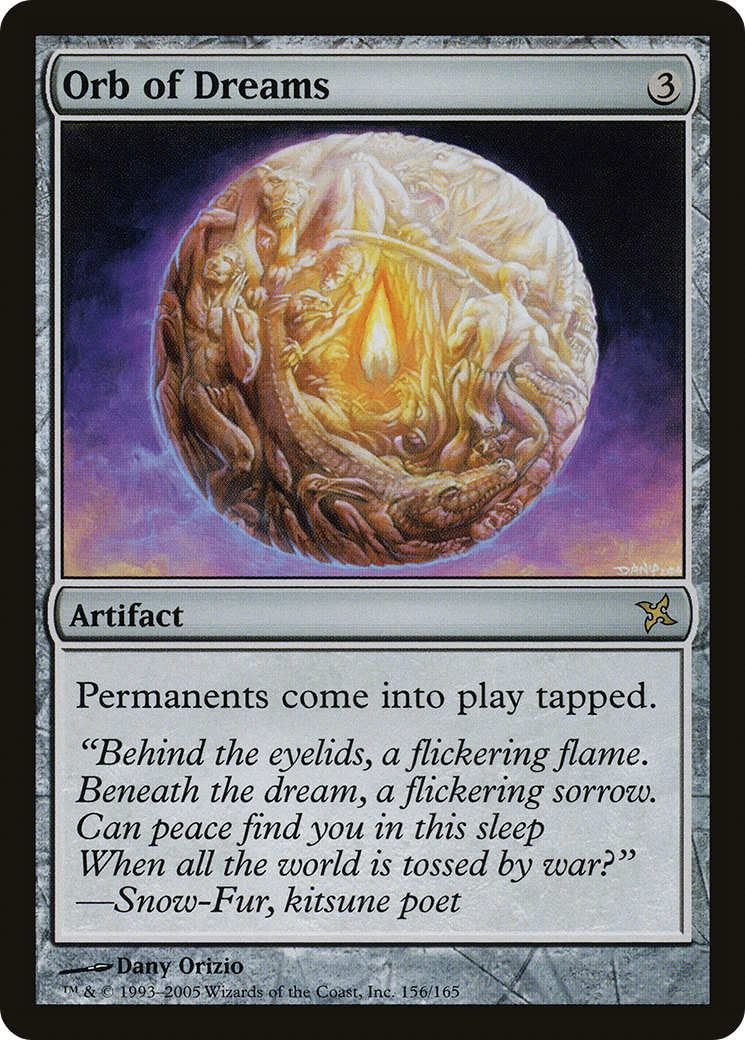 Orb of Dreams 3
Artifact
Permanents come into play tapped.
“Behind the eyelids, a flickering flame.
Beneath the dream, a flickering sorrow.
Can peace find you in this sleep
When all the world is tossed by war?”
—Snow-Fur, kitsune poet
Dany Orizio
™ & © 1993–2005 Wizards of the Coast, Inc. 156/165